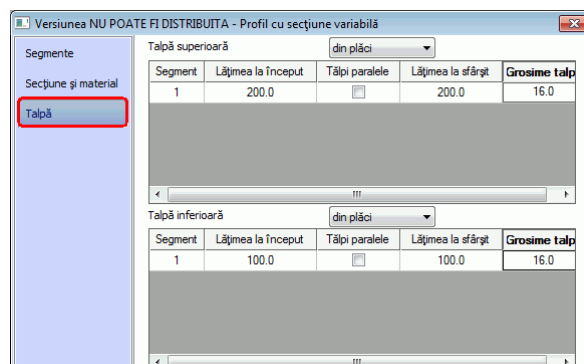 Versiunea NU POATE FI DISTRIBUITA - Profil cu secţiune variabilă
Segmente
Secţiune şi material
Talpă
Talpă superioară din plăci
Segment Lăţimea la început Tălpi paralele Lăţimea la sfârşit Grosime talp
1 200.0 200.0 16.0
Talpă inferioară din plăci
Segment Lăţimea la început Tălpi paralele Lăţimea la sfârşit Grosime talp
1 100.0 100.0 16.0